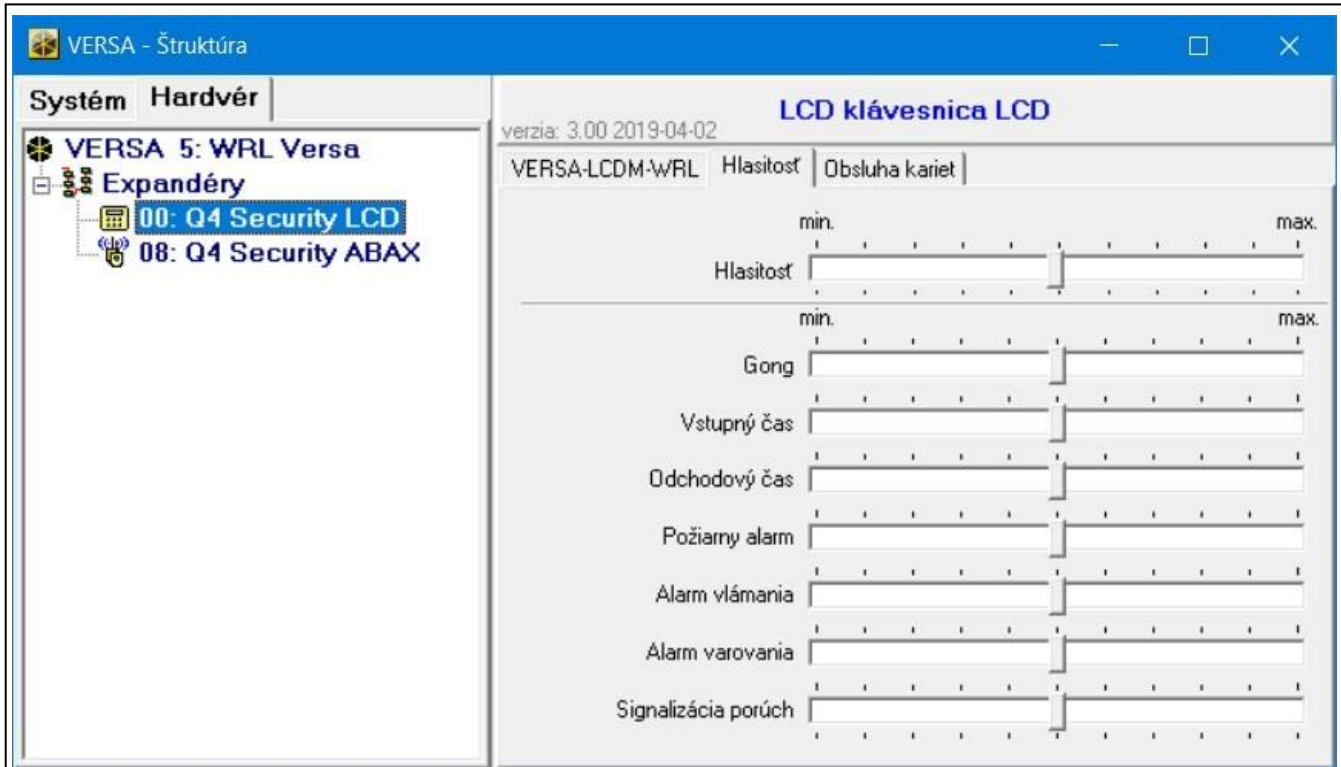 VERSA - Štruktúra
Systém Hardvér
VERSA 5: WRL Versa
Expandéry
00: Q4 Security LCD
08: Q4 Security ABAX
LCD klávesnica LCD
verzia: 3.00 2019-04-02
VERSA-LCDM-WRL Hlasitosť Obsluha kariet
min. max.
Hlasitosť
min. max.
Gong
Vstupný čas
Odchodový čas
Požiarny alarm
Alarm vlámania
Alarm varovania
Signalizácia porúch